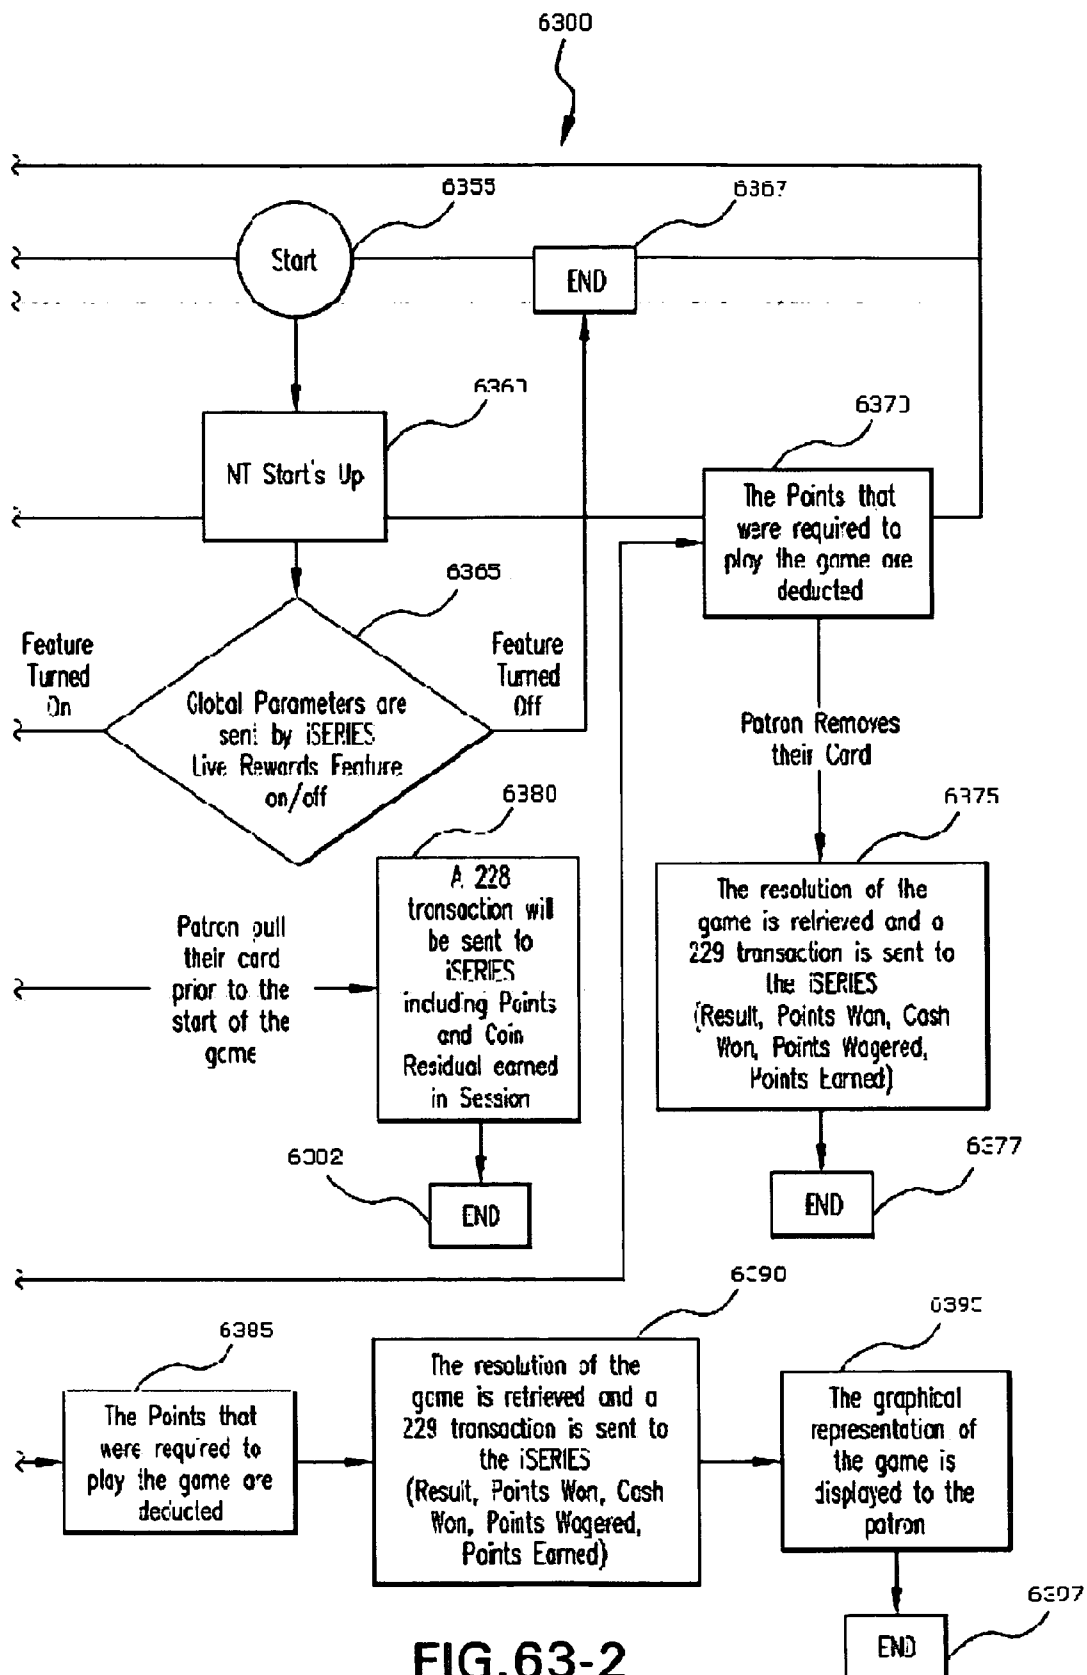 6300
6355
6367
Start
END
6360
6370
NT Start's Up
The Points that
were required to
play the game are
deducted
6365
Feature
Turned
On
Feature
Turned
Off
Global Parameters are
sent by iSERIES
Live Rewards Feature
on/off
Patron Removes
their Card
6380
6375
A 228
transaction will
be sent to
iSERIES
including Points
and Coin
Residual earned
in Session
Patron pull
their card
prior to the
start of the
game
The resolution of the
game is retrieved and a
229 transaction is sent to
the iSERIES
(Result, Points Won, Cash
Won, Points Wagered,
Points Earned)
6382
END
6377
END
6385
The Points that
were required to
play the game are
deducted
6390
The resolution of the
game is retrieved and a
229 transaction is sent to
the iSERIES
(Result, Points Won, Cash
Won, Points Wagered,
Points Earned)
6395
The graphical
representation of
the game is
displayed to the
patron
6397
END
FIG.63-2